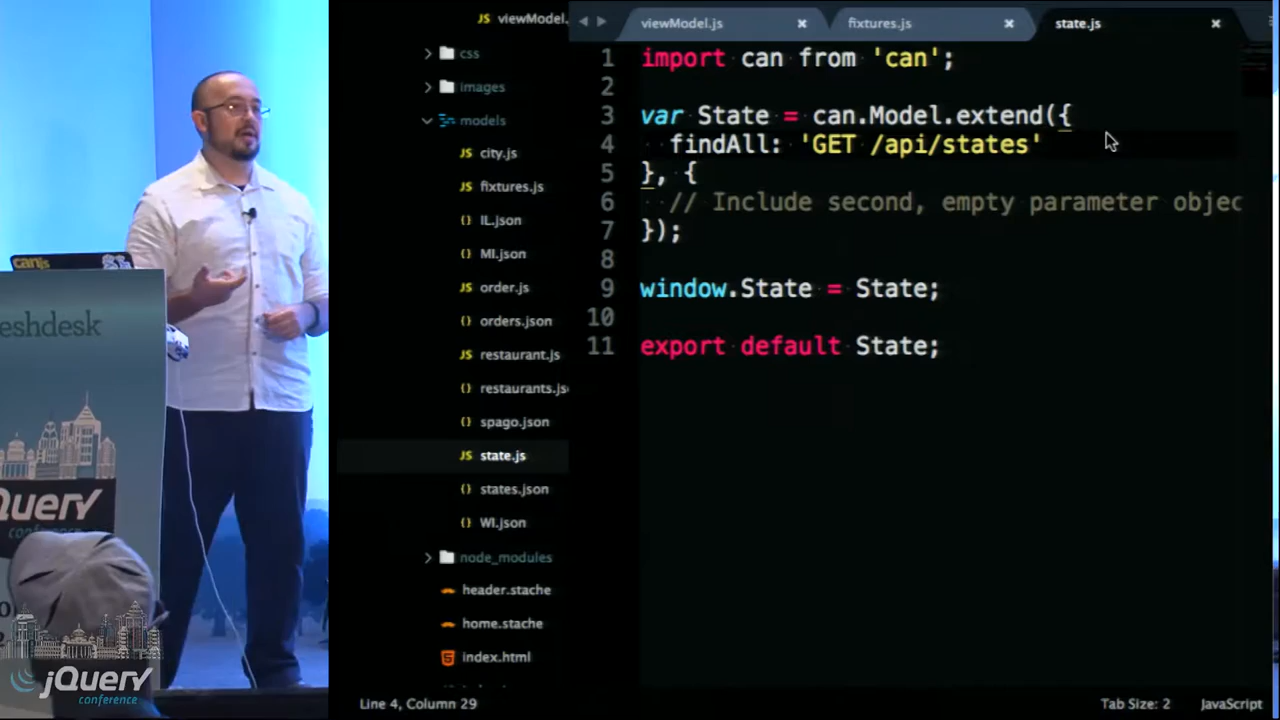 canjs
eshdesk
jQuery
conference
jQuery
conference
viewModel.
css
images
models
city.js
fixtures.js
IL.json
MI.json
order.js
orders.json
restaurant.js
restaurants.js
spago.json
state.js
states.json
WI.json
node_modules
header.stache
home.stache
index.html
viewModel.js
fixtures.js
state.js
1 import can from 'can';
2
3 var State = can.Model.extend({
4 findAll: 'GET /api/states'
5 }, {
6 // Include second, empty parameter objec
7 });
8
9 window.State = State;
10
11 export default State;
Line 4, Column 29
Tab Size: 2
JavaScript